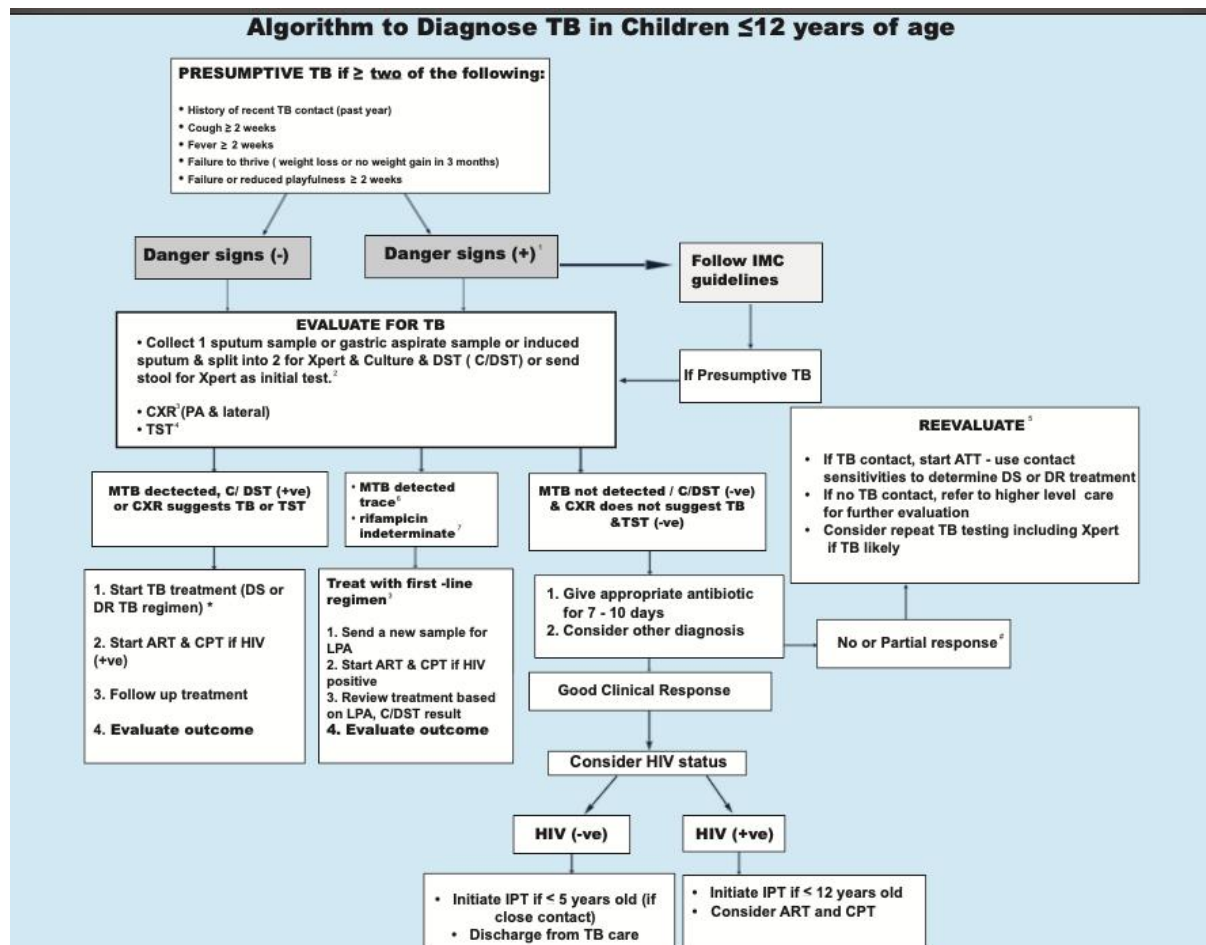 Algorithm to Diagnose TB in Children ≤12 years of age
PRESUMPTIVE TB if ≥ two of the following:
• History of recent TB contact (past year)
• Cough ≥ 2 weeks
• Fever ≥ 2 weeks
• Failure to thrive ( weight loss or no weight gain in 3 months)
• Failure or reduced playfulness ≥ 2 weeks
Danger signs (-)
Danger signs (+)¹
Follow IMC
guidelines
EVALUATE FOR TB
• Collect 1 sputum sample or gastric aspirate sample or induced
sputum & split into 2 for Xpert & Culture & DST ( C/DST) or send
stool for Xpert as initial test.²
• CXR³(PA & lateral)
• TST⁴
If Presumptive TB
REEVALUATE ⁵
• If TB contact, start ATT - use contact
sensitivities to determine DS or DR treatment
• If no TB contact, refer to higher level care
for further evaluation
• Consider repeat TB testing including Xpert
if TB likely
MTB dectected, C/ DST (+ve)
or CXR suggests TB or TST
• MTB detected
trace⁶
• rifampicin
indeterminate⁷
MTB not detected / C/DST (-ve)
& CXR does not suggest TB
&TST (-ve)
1. Start TB treatment (DS or
DR TB regimen) *
2. Start ART & CPT if HIV
(+ve)
3. Follow up treatment
4. Evaluate outcome
Treat with first -line
regimen³
1. Send a new sample for
LPA
2. Start ART & CPT if HIV
positive
3. Review treatment based
on LPA, C/DST result
4. Evaluate outcome
1. Give appropriate antibiotic
for 7 - 10 days
2. Consider other diagnosis
No or Partial response
Good Clinical Response
Consider HIV status
HIV (-ve)
HIV (+ve)
• Initiate IPT if < 5 years old (if
close contact)
• Discharge from TB care
• Initiate IPT if < 12 years old
• Consider ART and CPT